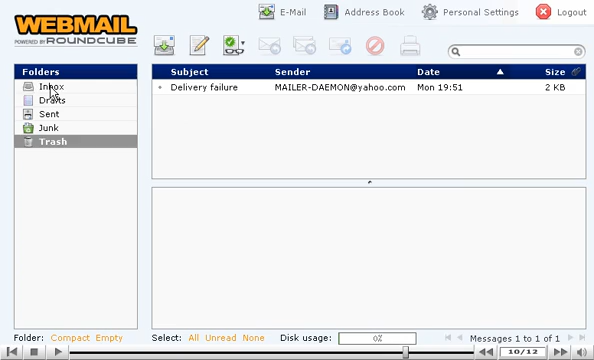 WEBMAIL
POWERED BY ROUNDCUBE
E-Mail Address Book Personal Settings Logout
Folders
Inbox
Drafts
Sent
Junk
Trash
Subject Sender Date Size
Delivery failure MAILER-DAEMON@yahoo.com Mon 19:51 2 KB
Folder: Compact Empty
Select: All Unread None Disk usage: 0% Messages 1 to 1 of 1
10/12